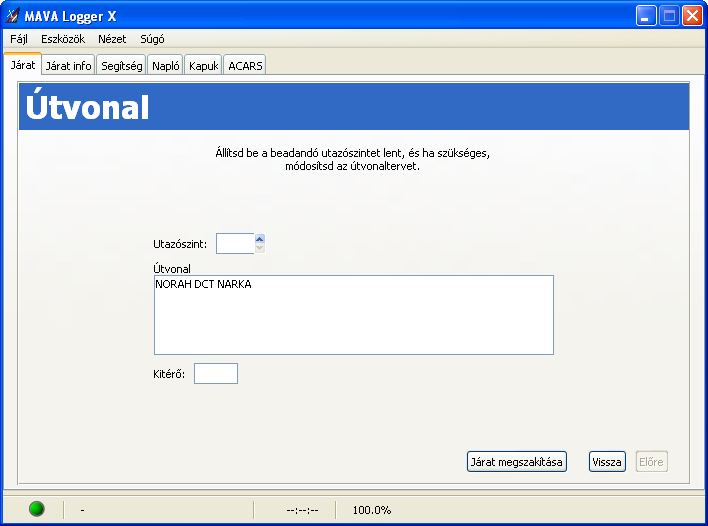 MAVA Logger X
Fájl Eszközök Nézet Súgó
Járat Járat info Segítség Napló Kapuk ACARS
Útvonal
Állítsd be a beadandó utazószintet lent, és ha szükséges,
módosítsd az útvonaltervet.
Utazószint:
Útvonal
NORAH DCT NARKA
Kitérő:
Járat megszakítása Vissza Előre
- --:--:-- 100.0%